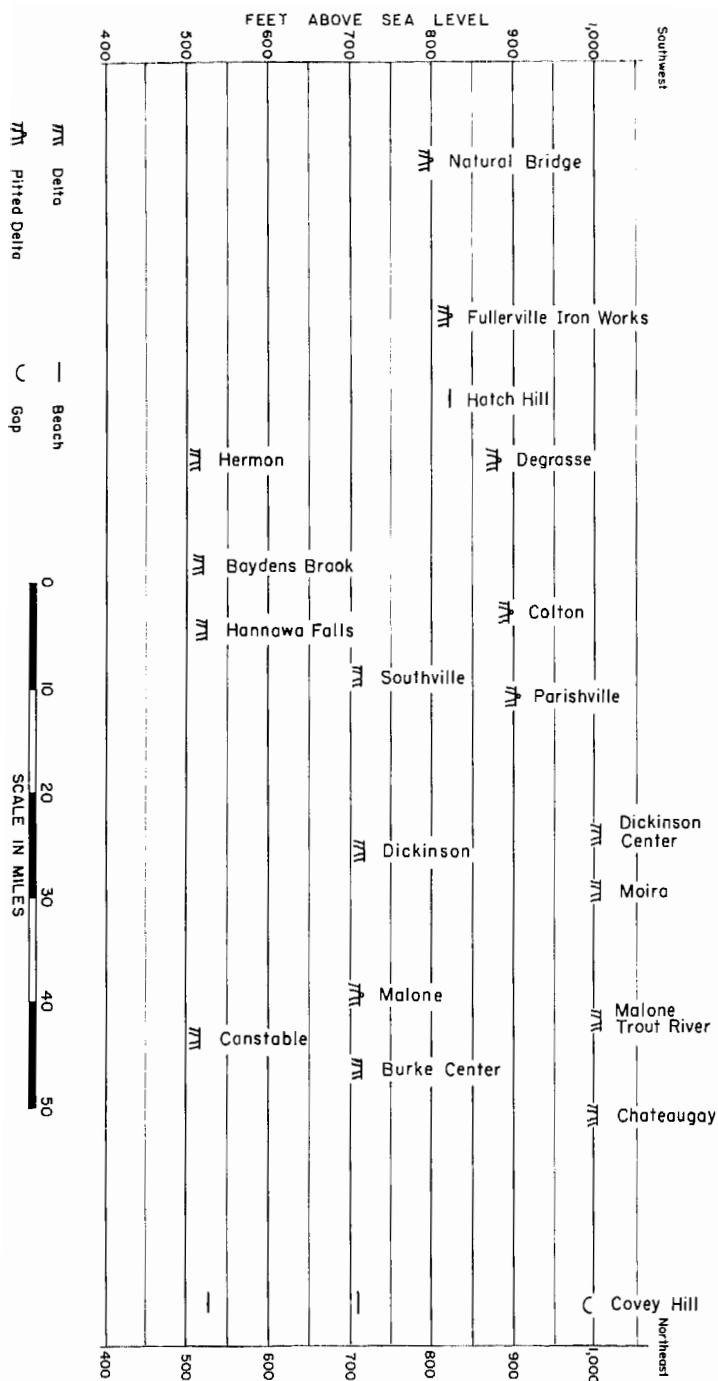 FEET ABOVE SEA LEVEL
400
500
600
700
800
900
1,000
Southwest
Natural Bridge
Fullerville Iron Works
Hatch Hill
Hermon
Degrasse
Baydens Brook
Colton
Hannawa Falls
Southville
Parishville
Dickinson
Center
Dickinson
Moira
Malone
Malone
Trout River
Canstable
Burke Center
Chateaugay
Covey Hill
Northeast
400
500
600
700
800
900
1,000
Delta
Pitted Delta
Beach
Gap
0
10
20
30
40
50
SCALE IN MILES